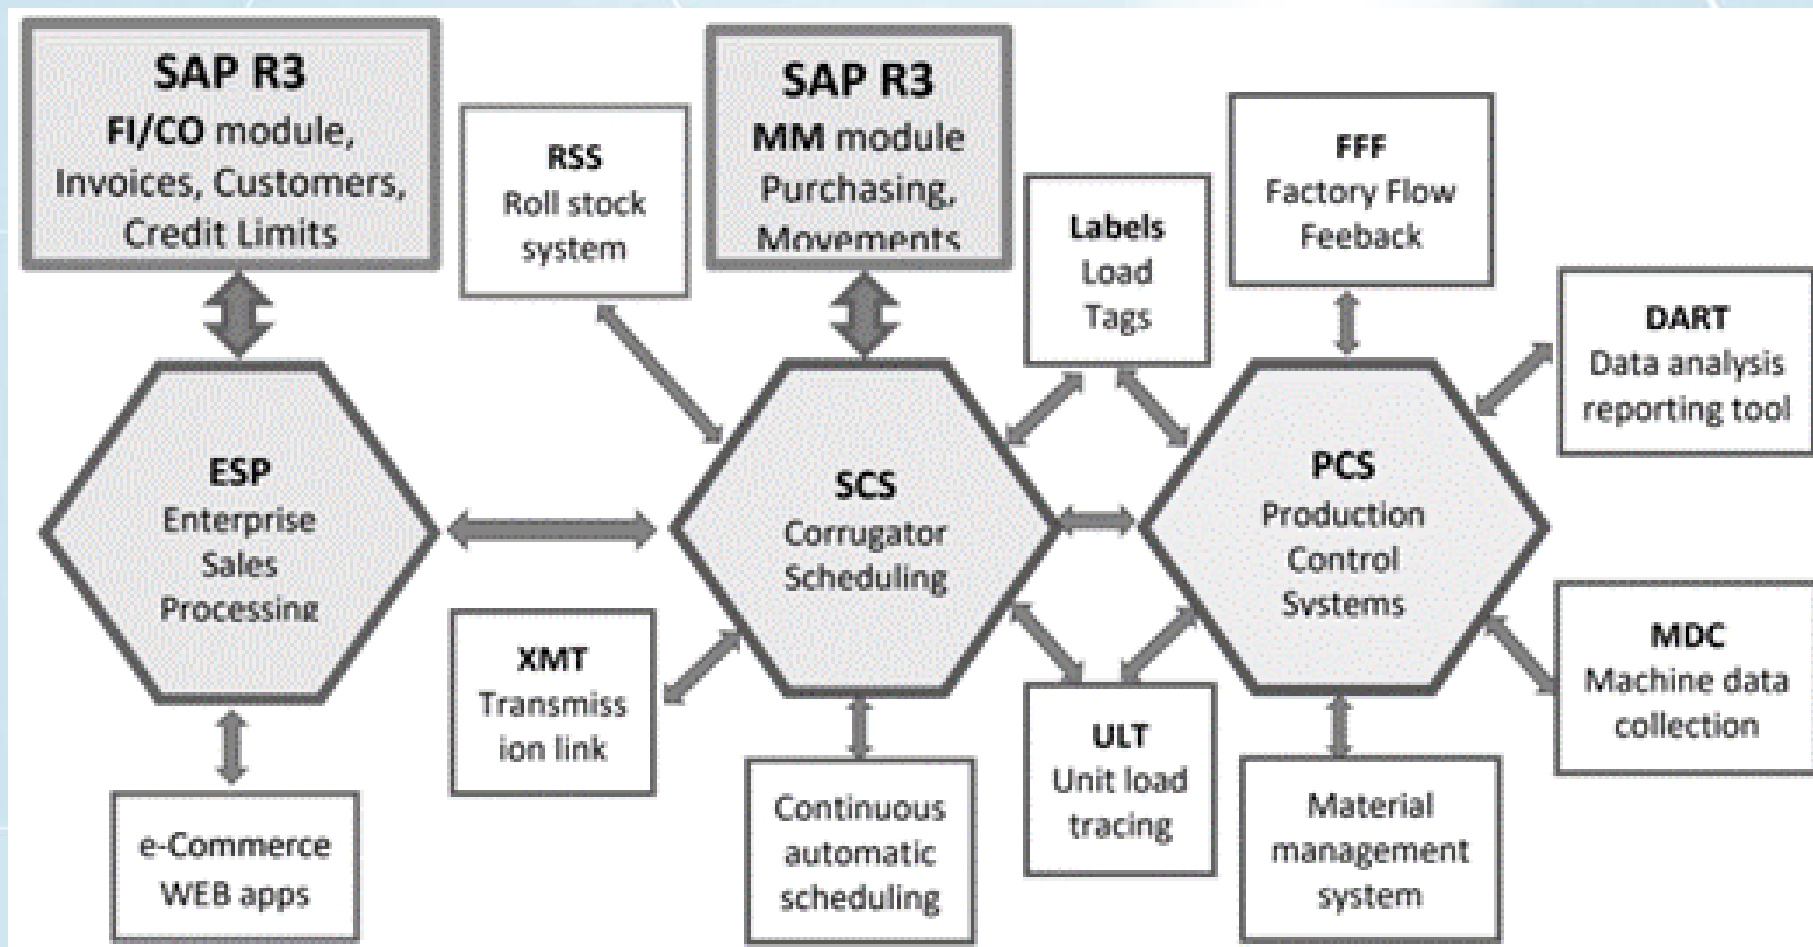 SAP R3
FI/CO module,
Invoices, Customers,
Credit Limits
RSS
Roll stock
system
SAP R3
MM module
Purchasing,
Movements
Labels
Load
Tags
FFF
Factory Flow
Feeback
DART
Data analysis
reporting tool
ESP
Enterprise
Sales
Processing
SCS
Corrugator
Scheduling
PCS
Production
Control
Systems
XMT
Transmiss
ion link
ULT
Unit load
tracing
MDC
Machine data
collection
e-Commerce
WEB apps
Continuous
automatic
scheduling
Material
management
system